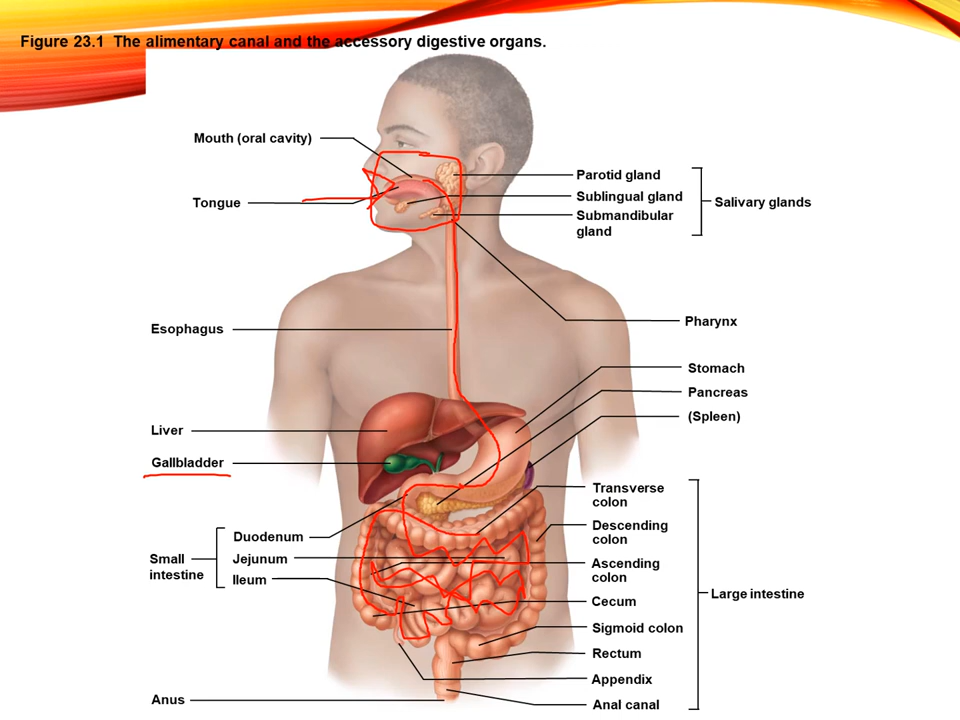 Figure 23.1  The alimentary canal and the accessory digestive organs.
Mouth (oral cavity)
Tongue
Parotid gland
Sublingual gland
Submandibular
gland
Salivary glands
Esophagus
Pharynx
Stomach
Pancreas
(Spleen)
Liver
Gallbladder
Small
intestine
Duodenum
Jejunum
Ileum
Transverse
colon
Descending
colon
Ascending
colon
Cecum
Sigmoid colon
Rectum
Appendix
Anal canal
Large intestine
Anus